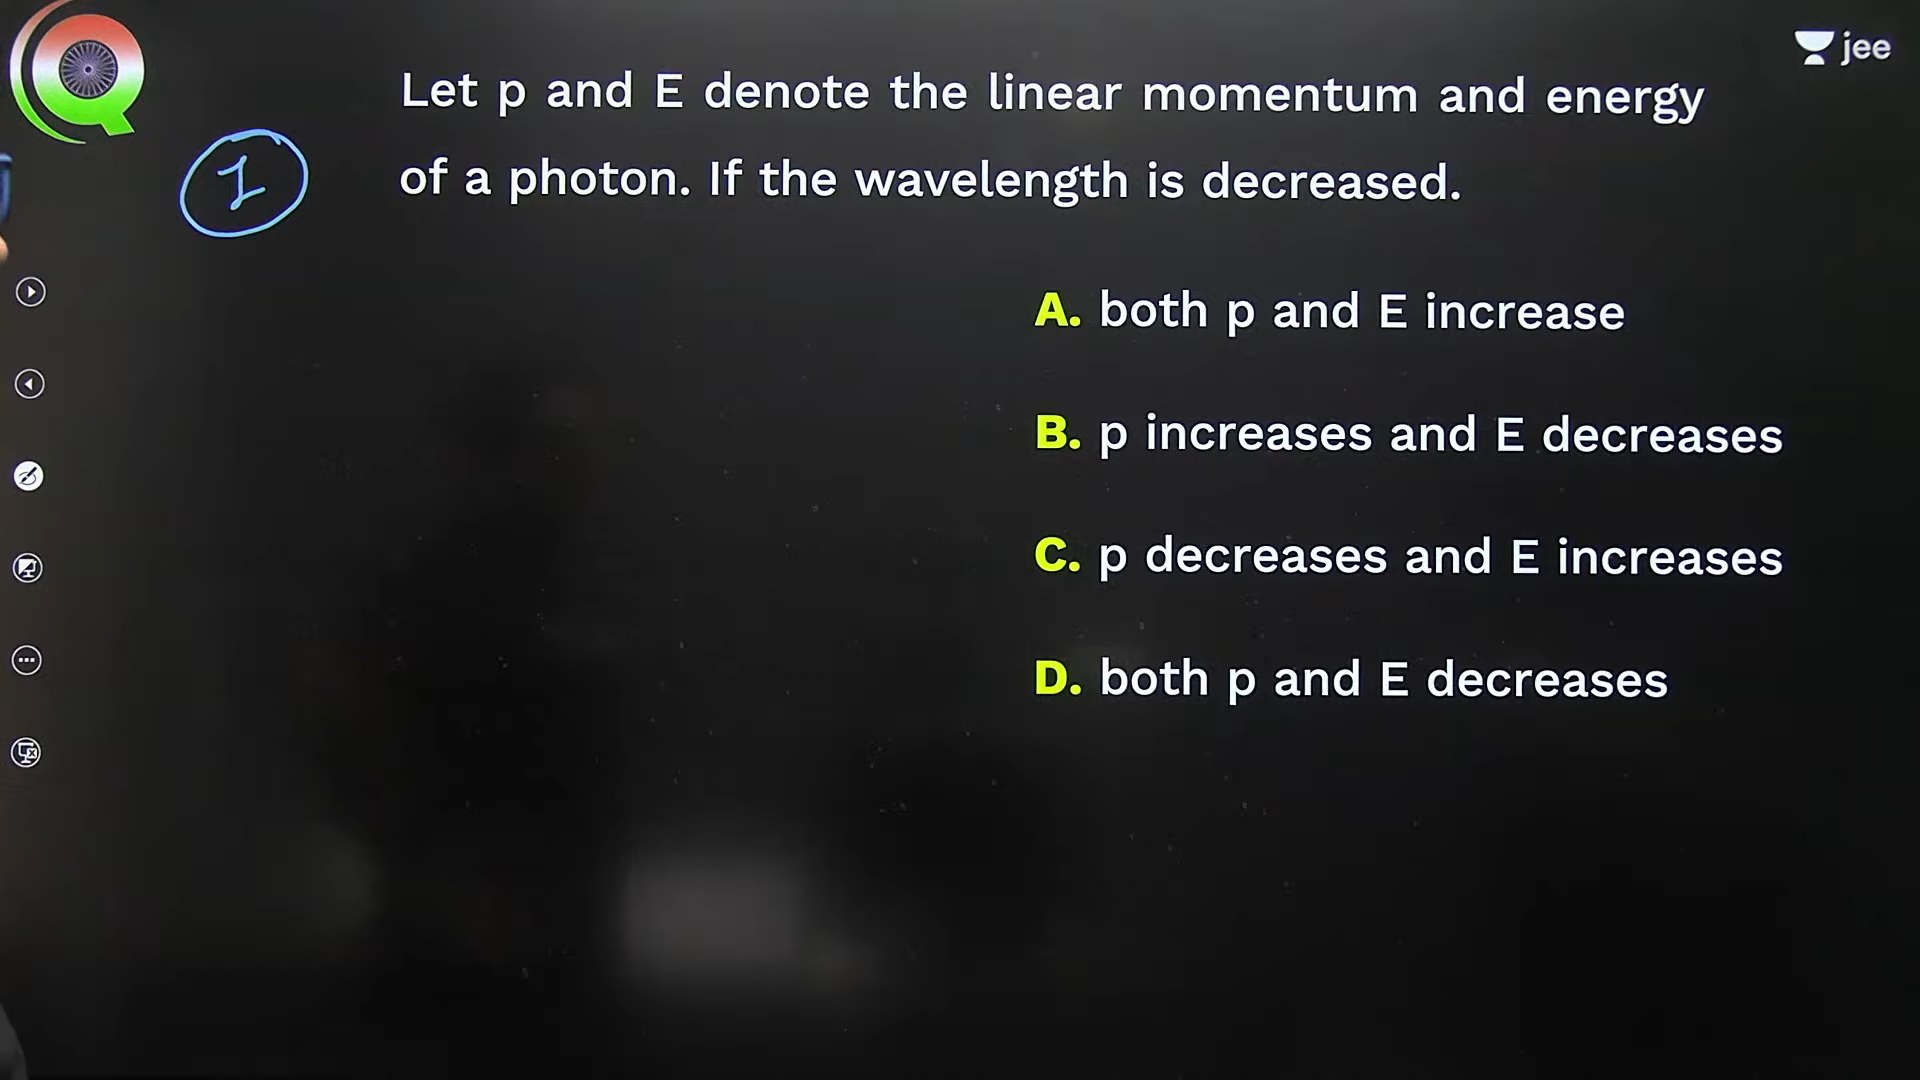 jee
Let p and E denote the linear momentum and energy
of a photon. If the wavelength is decreased.
1
A. both p and E increase
B. p increases and E decreases
C. p decreases and E increases
D. both p and E decreases